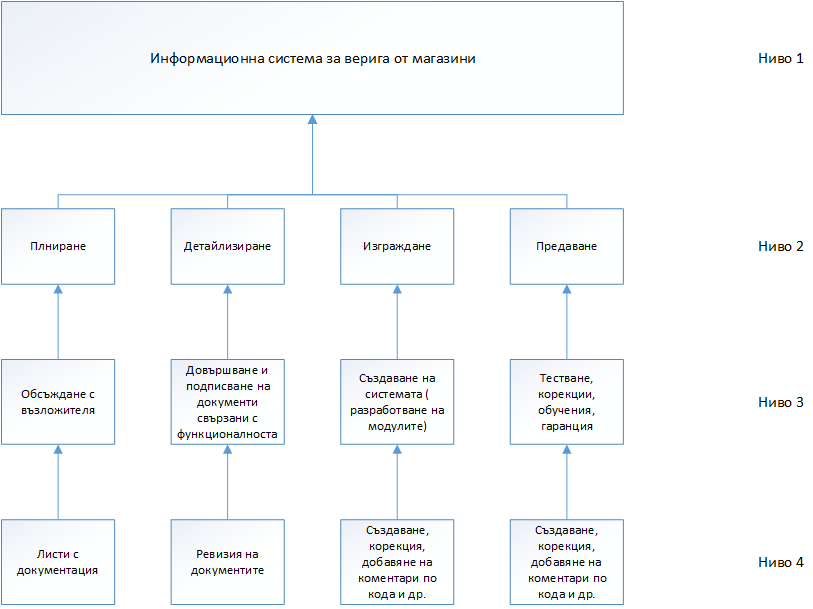 Информационна система за верига от магазини
Ниво 1
Плниране
Детайлизиране
Изграждане
Предаване
Ниво 2
Обсъждане с
възложителя
Довършване и
подписване на
документи
свързани с
функционалноста
Създаване на
системата (
разработване на
модулите)
Тестване,
корекции,
обучения,
гаранция
Ниво 3
Листи с
документация
Ревизия на
документите
Създаване,
корекция,
добавяне на
коментари по
кода и др.
Създаване,
корекция,
добавяне на
коментари по
кода и др.
Ниво 4